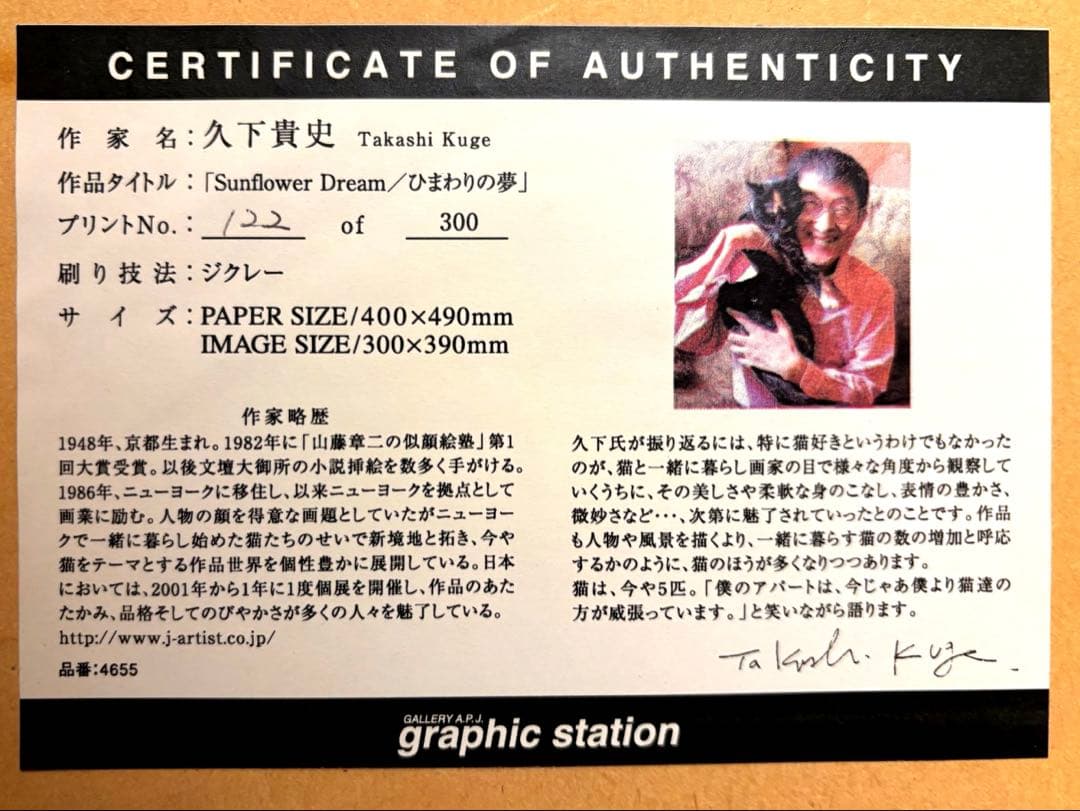 CERTIFICATE OF AUTHENTICITY
作 家 名：久下貴史 Takashi Kuge
作品タイトル：「Sunflower Dream／ひまわりの夢」
プリントNo.： 122 of 300
刷り技法：ジクレー
サ イ ズ：PAPER SIZE/400×490mm
IMAGE SIZE/300×390mm
作家略歴
1948年、京都生まれ。1982年に「山藤章二の似顔絵塾」第1
回大賞受賞。以後文壇大御所の小説挿絵を数多く手がける。
1986年、ニューヨークに移住し、以来ニューヨークを拠点として
画業に励む。人物の顔を得意な画題としていたがニューヨー
クで一緒に暮らし始めた猫たちのせいで新境地と拓き、今や
猫をテーマとする作品世界を個性豊かに展開している。日本
においては、2001年から1年に1度個展を開催し、作品のあた
たかみ、品格そしてのびやかさが多くの人々を魅了している。
http://www.j-artist.co.jp/
品番：4655
久下氏が振り返るには、特に猫好きというわけでもなかった
のが、猫と一緒に暮らし画家の目で様々な角度から観察して
いくうちに、その美しさや柔軟な身のこなし、表情の豊かさ、
微妙さなど･･･、次第に魅了されていったとのことです。作品
も人物や風景を描くより、一緒に暮らす猫の数の増加と呼応
するかのように、猫のほうが多くなりつつあります。
猫は、今や5匹。「僕のアパートは、今じゃあ僕より猫達の
方が威張っています。」と笑いながら語ります。
Takashi Kuge
GALLERY A.P.J.
graphic station